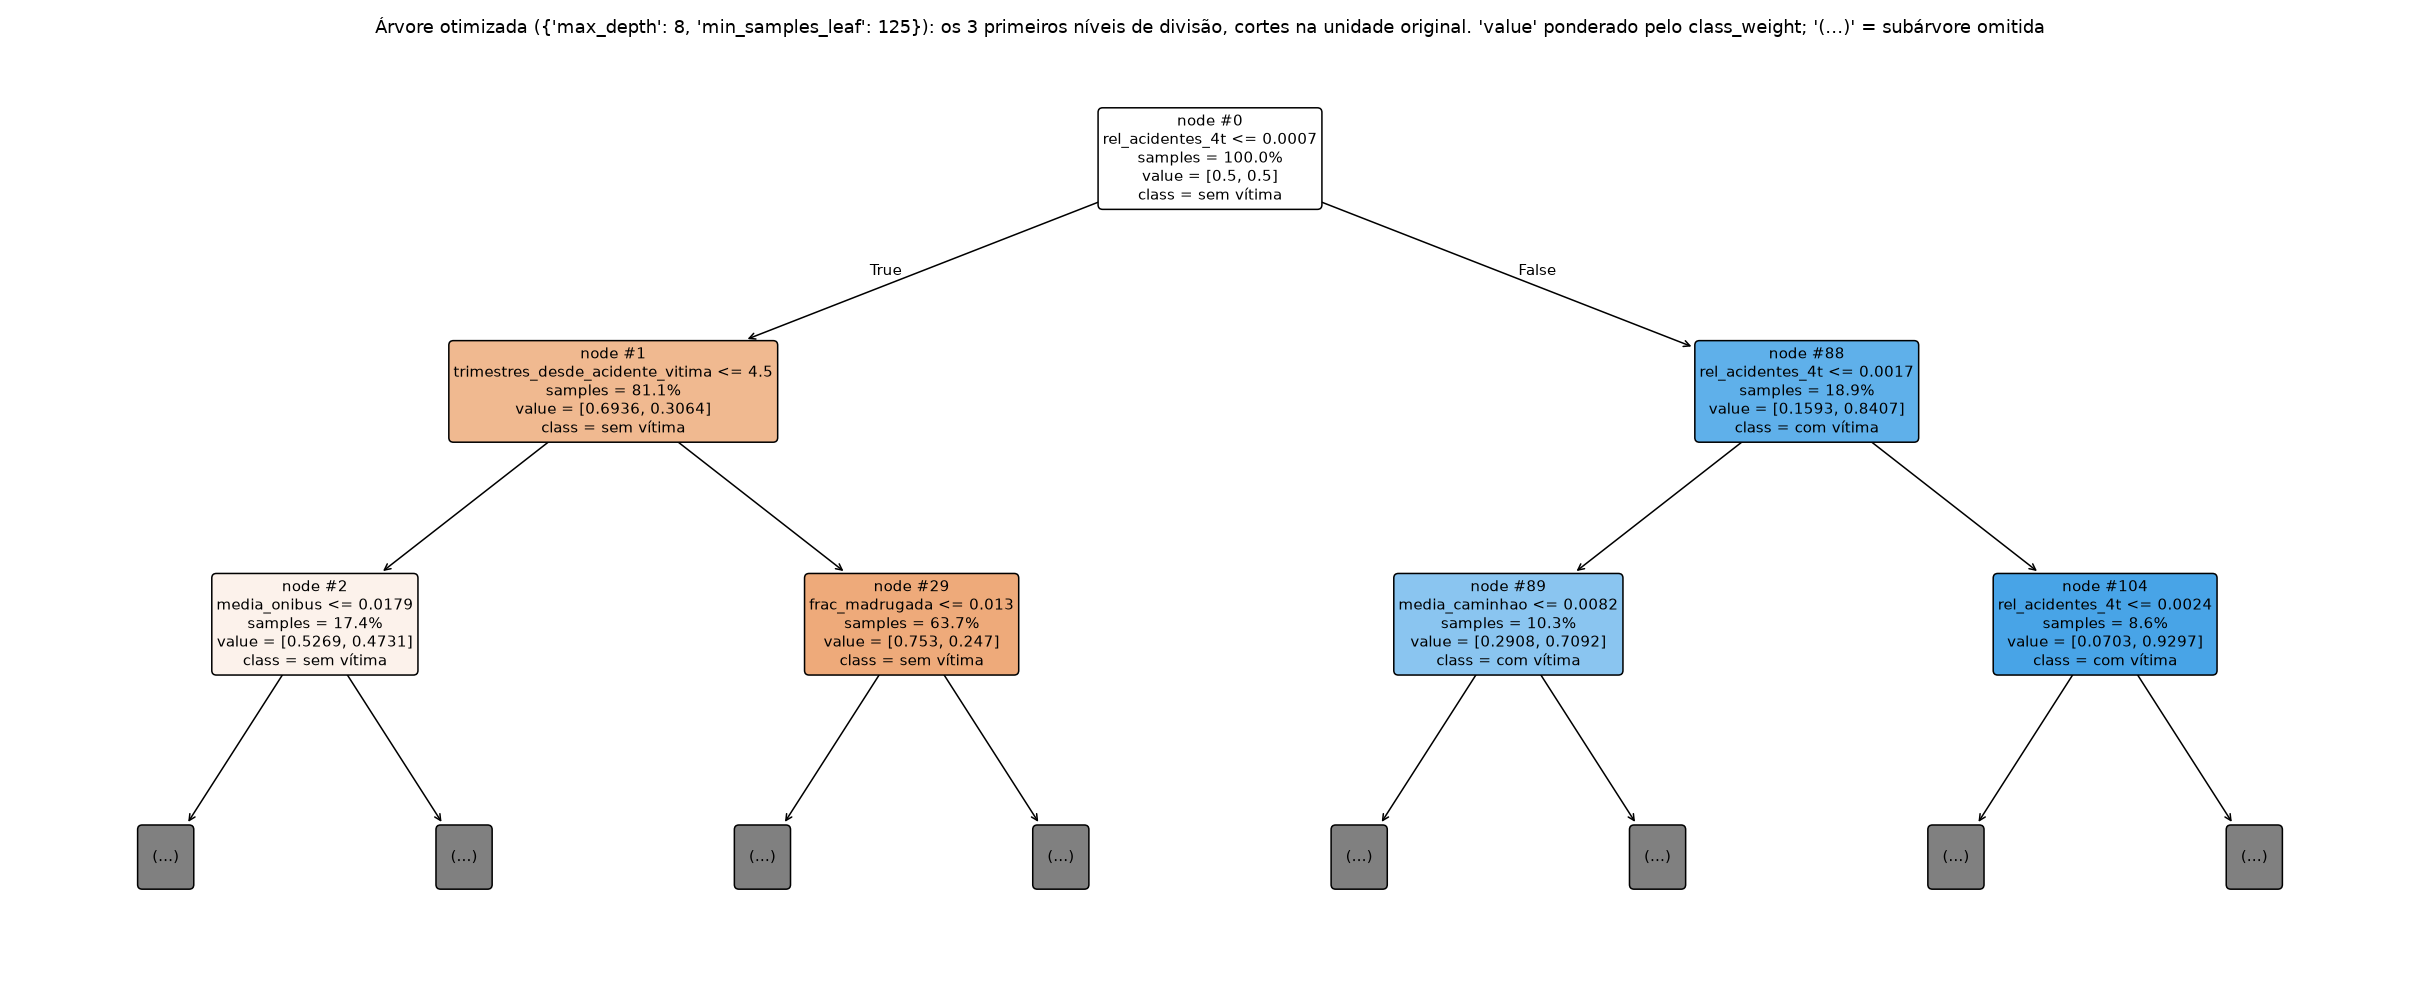 Árvore otimizada ({'max_depth': 8, 'min_samples_leaf': 125}): os 3 primeiros níveis de divisão, cortes na unidade original. 'value' ponderado pelo class_weight; '(...)' = subárvore omitida
node #0
rel_acidentes_4t <= 0.0007
samples = 100.0%
value = [0.5, 0.5]
class = sem vítima
True
False
node #1
trimestres_desde_acidente_vitima <= 4.5
samples = 81.1%
value = [0.6936, 0.3064]
class = sem vítima
node #88
rel_acidentes_4t <= 0.0017
samples = 18.9%
value = [0.1593, 0.8407]
class = com vítima
node #2
media_onibus <= 0.0179
samples = 17.4%
value = [0.5269, 0.4731]
class = sem vítima
node #29
frac_madrugada <= 0.013
samples = 63.7%
value = [0.753, 0.247]
class = sem vítima
node #89
media_caminhao <= 0.0082
samples = 10.3%
value = [0.2908, 0.7092]
class = com vítima
node #104
rel_acidentes_4t <= 0.0024
samples = 8.6%
value = [0.0703, 0.9297]
class = com vítima
(...)
(...)
(...)
(...)
(...)
(...)
(...)
(...)